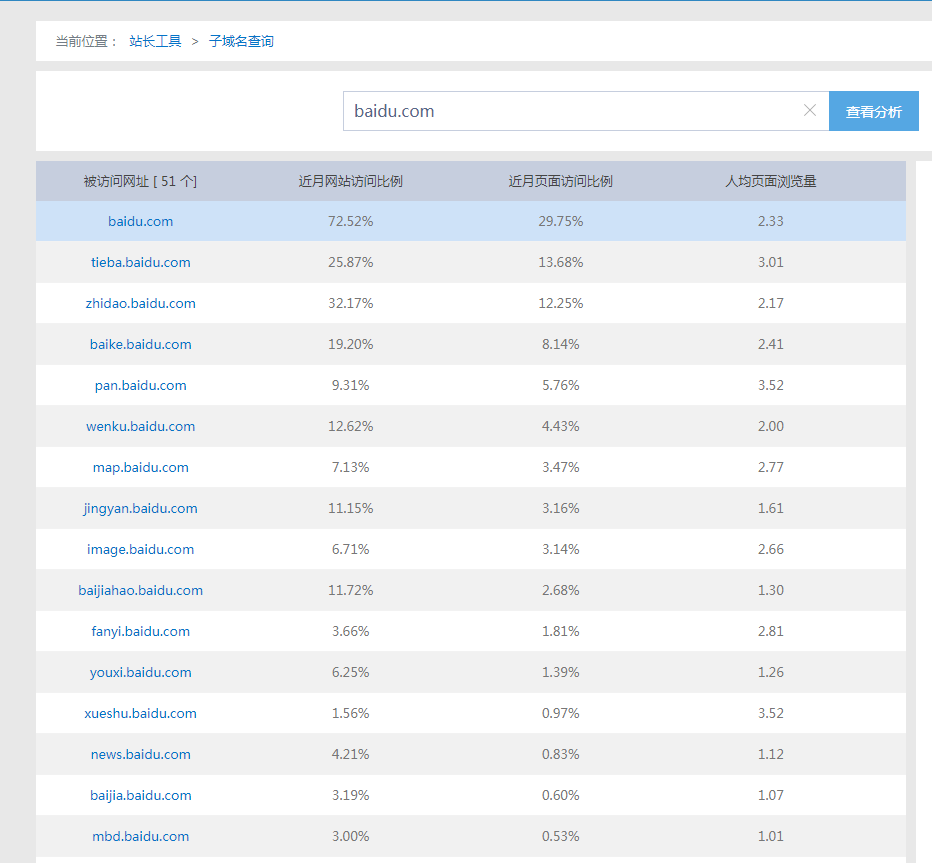 当前位置： 站长工具 > 子域名查询
baidu.com 查看分析
被访问网址 [ 51 个] 近月网站访问比例 近月页面访问比例 人均页面浏览量
baidu.com 72.52% 29.75% 2.33
tieba.baidu.com 25.87% 13.68% 3.01
zhidao.baidu.com 32.17% 12.25% 2.17
baike.baidu.com 19.20% 8.14% 2.41
pan.baidu.com 9.31% 5.76% 3.52
wenku.baidu.com 12.62% 4.43% 2.00
map.baidu.com 7.13% 3.47% 2.77
jingyan.baidu.com 11.15% 3.16% 1.61
image.baidu.com 6.71% 3.14% 2.66
baijiahao.baidu.com 11.72% 2.68% 1.30
fanyi.baidu.com 3.66% 1.81% 2.81
youxi.baidu.com 6.25% 1.39% 1.26
xueshu.baidu.com 1.56% 0.97% 3.52
news.baidu.com 4.21% 0.83% 1.12
baijia.baidu.com 3.19% 0.60% 1.07
mbd.baidu.com 3.00% 0.53% 1.01